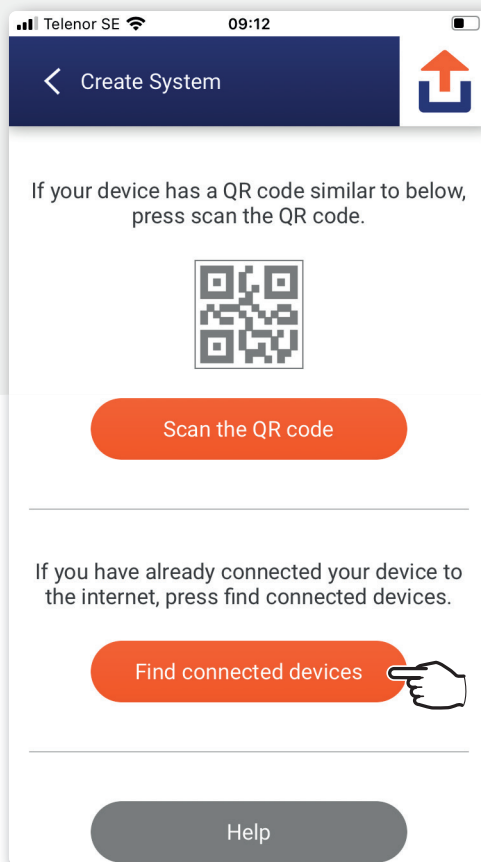 Telenor SE 09:12
Create System
If your device has a QR code similar to below,
press scan the QR code.
Scan the QR code
If you have already connected your device to
the internet, press find connected devices.
Find connected devices
Help